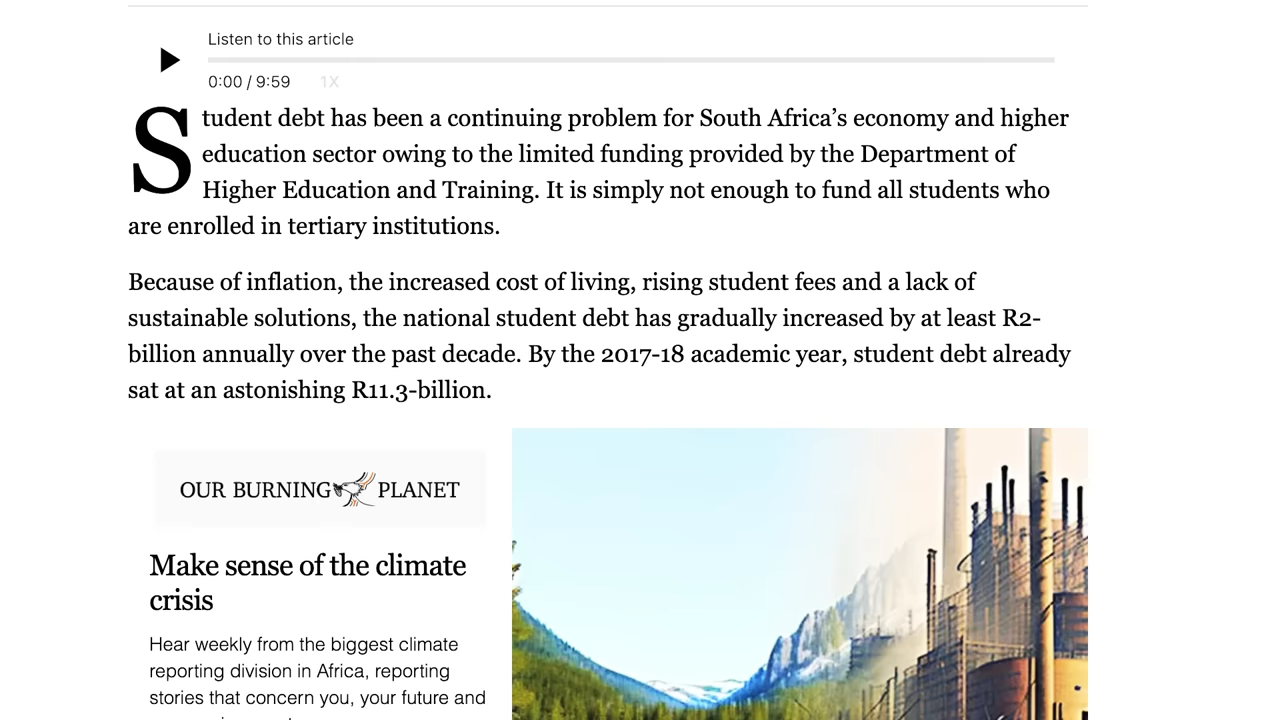 Listen to this article
0:00 / 9:59 1X
Student debt has been a continuing problem for South Africa’s economy and higher
education sector owing to the limited funding provided by the Department of
Higher Education and Training. It is simply not enough to fund all students who
are enrolled in tertiary institutions.
Because of inflation, the increased cost of living, rising student fees and a lack of
sustainable solutions, the national student debt has gradually increased by at least R2-
billion annually over the past decade. By the 2017-18 academic year, student debt already
sat at an astonishing R11.3-billion.
OUR BURNING PLANET
Make sense of the climate
crisis
Hear weekly from the biggest climate
reporting division in Africa, reporting
stories that concern you, your future and